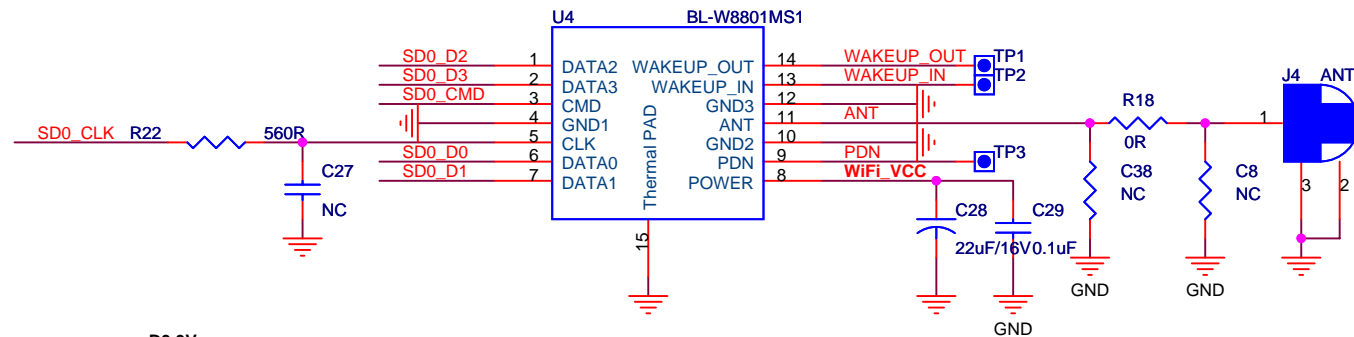 U4 BL-W8801MS1
SD0_D2 1 DATA2 WAKEUP_OUT 14 WAKEUP_OUT TP1
SD0_D3 2 DATA3 WAKEUP_IN 13 WAKEUP_IN TP2
SD0_CMD 3 CMD GND3 12
4 GND1 ANT 11 ANT
SD0_CLK R22 560R 5 CLK GND2 10
SD0_D0 6 DATA0 PDN 9 PDN TP3
SD0_D1 7 DATA1 POWER 8 WiFi_VCC
Thermal PAD
15
C27
NC
C28 C29
22uF/16V 0.1uF
GND
R18
0R
C38
NC
GND
C8
NC
GND
J4 ANT
1
3 2